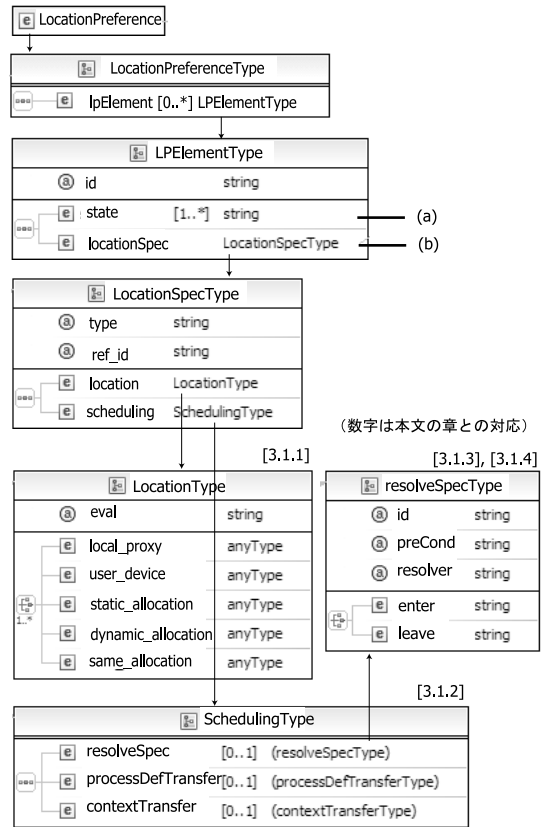 e LocationPreference
LocationPreferenceType
e lpElement [0..*] LPElementType
LPElementType
a id string
e state [1..*] string (a)
e locationSpec LocationSpecType (b)
LocationSpecType
a type string
a ref_id string
e location LocationType
e scheduling SchedulingType
(数字は本文の章との対応)
[3.1.1]
LocationType
a eval string
e local_proxy anyType
e user_device anyType
e static_allocation anyType
e dynamic_allocation anyType
e same_allocation anyType
1..*
[3.1.3], [3.1.4]
resolveSpecType
a id string
a preCond string
a resolver string
e enter string
e leave string
[3.1.2]
SchedulingType
e resolveSpec [0..1] (resolveSpecType)
e processDefTransfer [0..1] (processDefTransferType)
e contextTransfer [0..1] (contextTransferType)